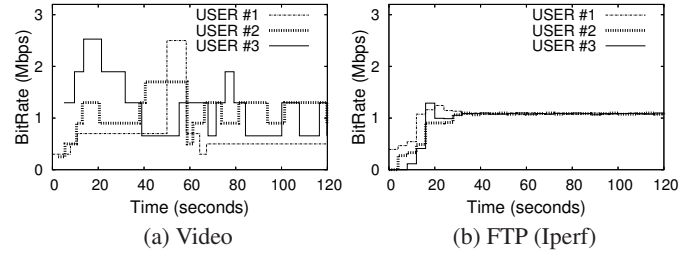 3
2
1
0
BitRate (Mbps)
USER #1
USER #2
USER #3
0 20 40 60 80 100 120
Time (seconds)
(a) Video
3
2
1
0
BitRate (Mbps)
USER #1
USER #2
USER #3
0 20 40 60 80 100 120
Time (seconds)
(b) FTP (Iperf)